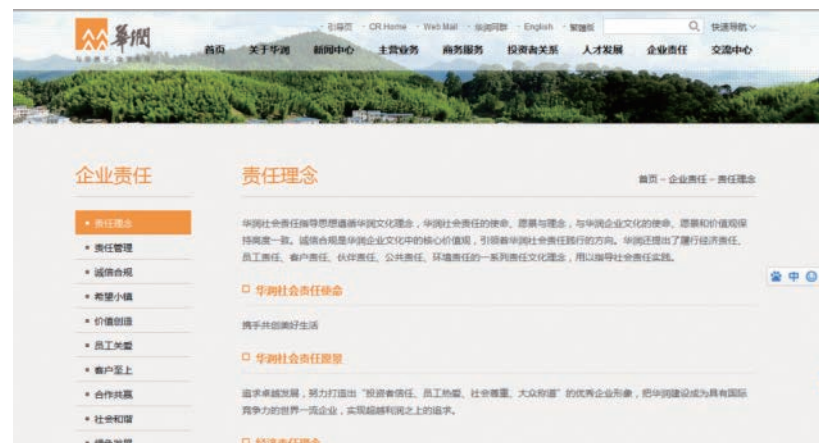 華潤
引导页 · CR Home · Web Mail · 华润网群 · English · 繁體版
快速导航
首页 关于华润 新闻中心 主营业务 商务服务 投资者关系 人才发展 企业责任 交流中心
企业责任
责任理念
首页 - 企业责任 - 责任理念
责任理念
责任管理
诚信合规
希望小镇
价值创造
员工关爱
客户至上
合作共赢
社会和谐
华润社会责任指导思想遵循华润文化理念，华润社会责任的使命、愿景与理念，与华润企业文化的使命、愿景和价值观保
持高度一致。诚信合规是华润企业文化中的核心价值观，引领着华润社会责任践行的方向。华润还提出了履行经济责任、
员工责任、客户责任、伙伴责任、公共责任、环境责任的一系列责任文化理念，用以指导社会责任实践。
华润社会责任使命
携手共创美好生活
华润社会责任愿景
追求卓越发展，努力打造出“投资者信任、员工热爱、社会尊重、大众称道”的优秀企业形象，把华润建设成为具有国际
竞争力的世界一流企业，实现超越利润之上的追求。
经济责任理念
中